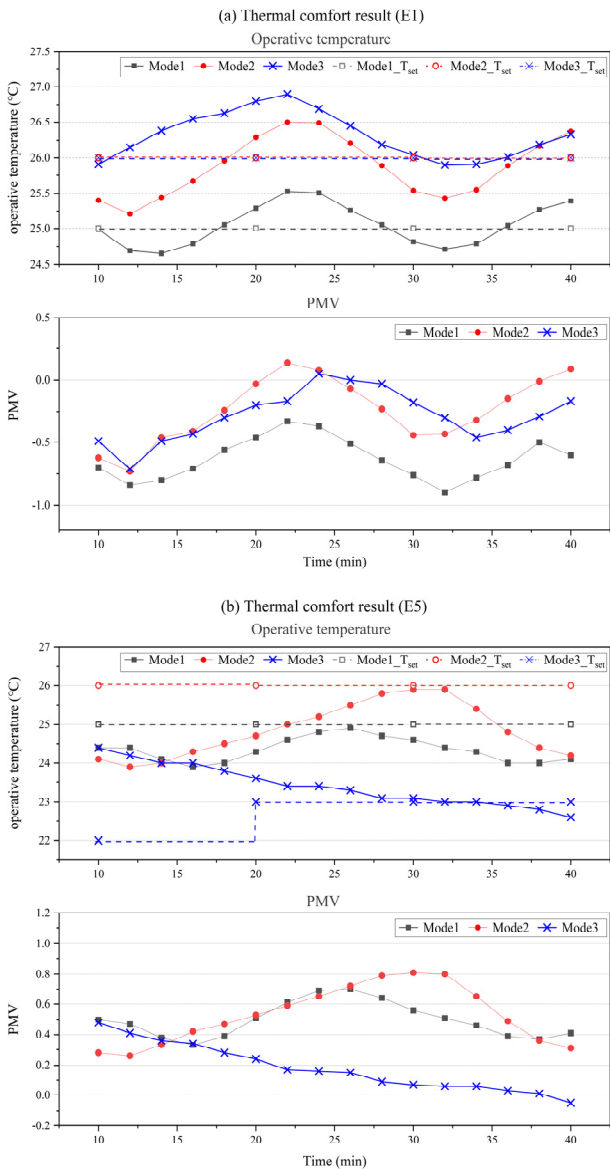 (a) Thermal comfort result (E1)
Operative temperature
27.5
27.0
26.5
26.0
25.5
25.0
24.5
operative temperature (°C)
Mode1 Mode2 Mode3 Mode1_Tset Mode2_Tset Mode3_Tset
10 15 20 25 30 35 40
PMV
0.5
0.0
-0.5
-1.0
PMV
Mode1 Mode2 Mode3
10 15 20 25 30 35 40
Time (min)
(b) Thermal comfort result (E5)
Operative temperature
27
26
25
24
23
22
operative temperature (°C)
Mode1 Mode2 Mode3 Mode1_Tset Mode2_Tset Mode3_Tset
10 15 20 25 30 35 40
PMV
1.2
1.0
0.8
0.6
0.4
0.2
0.0
-0.2
PMV
Mode1 Mode2 Mode3
10 15 20 25 30 35 40
Time (min)